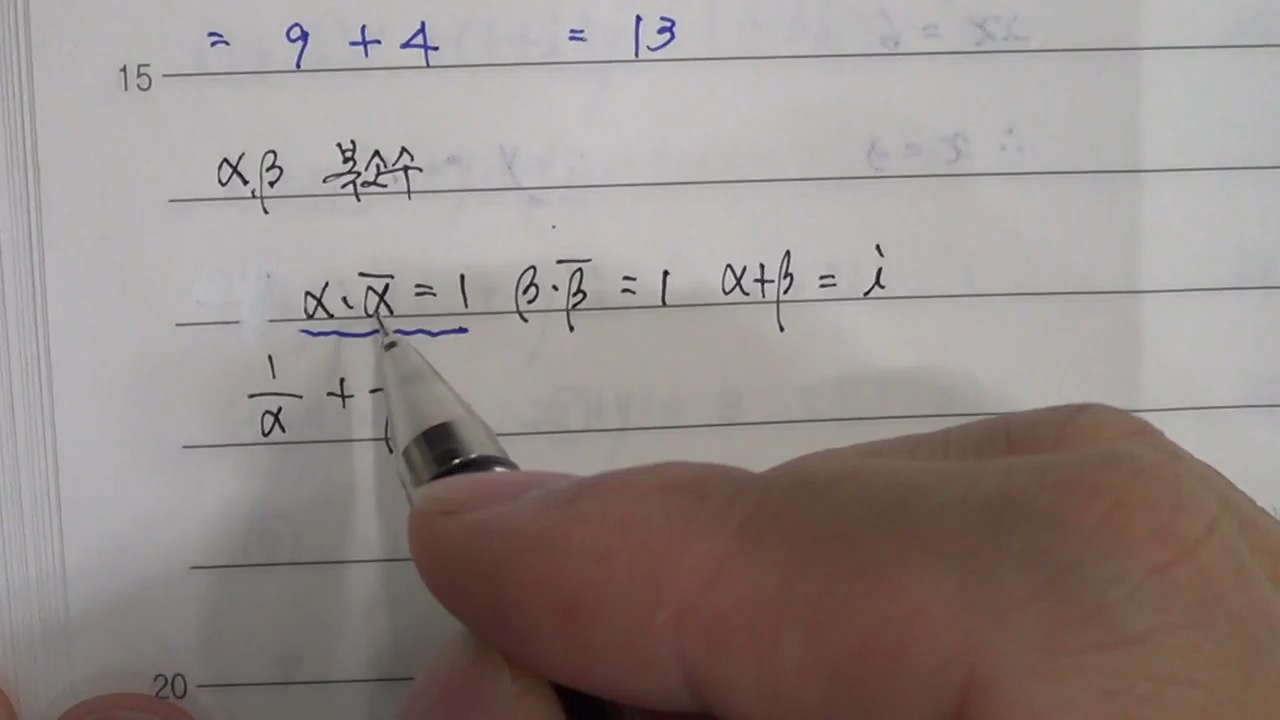 = 9 + 4 = 13
15
α,β 복소수
α·α̅ = 1 β·β̅ = 1 α+β = i
1/α +
20